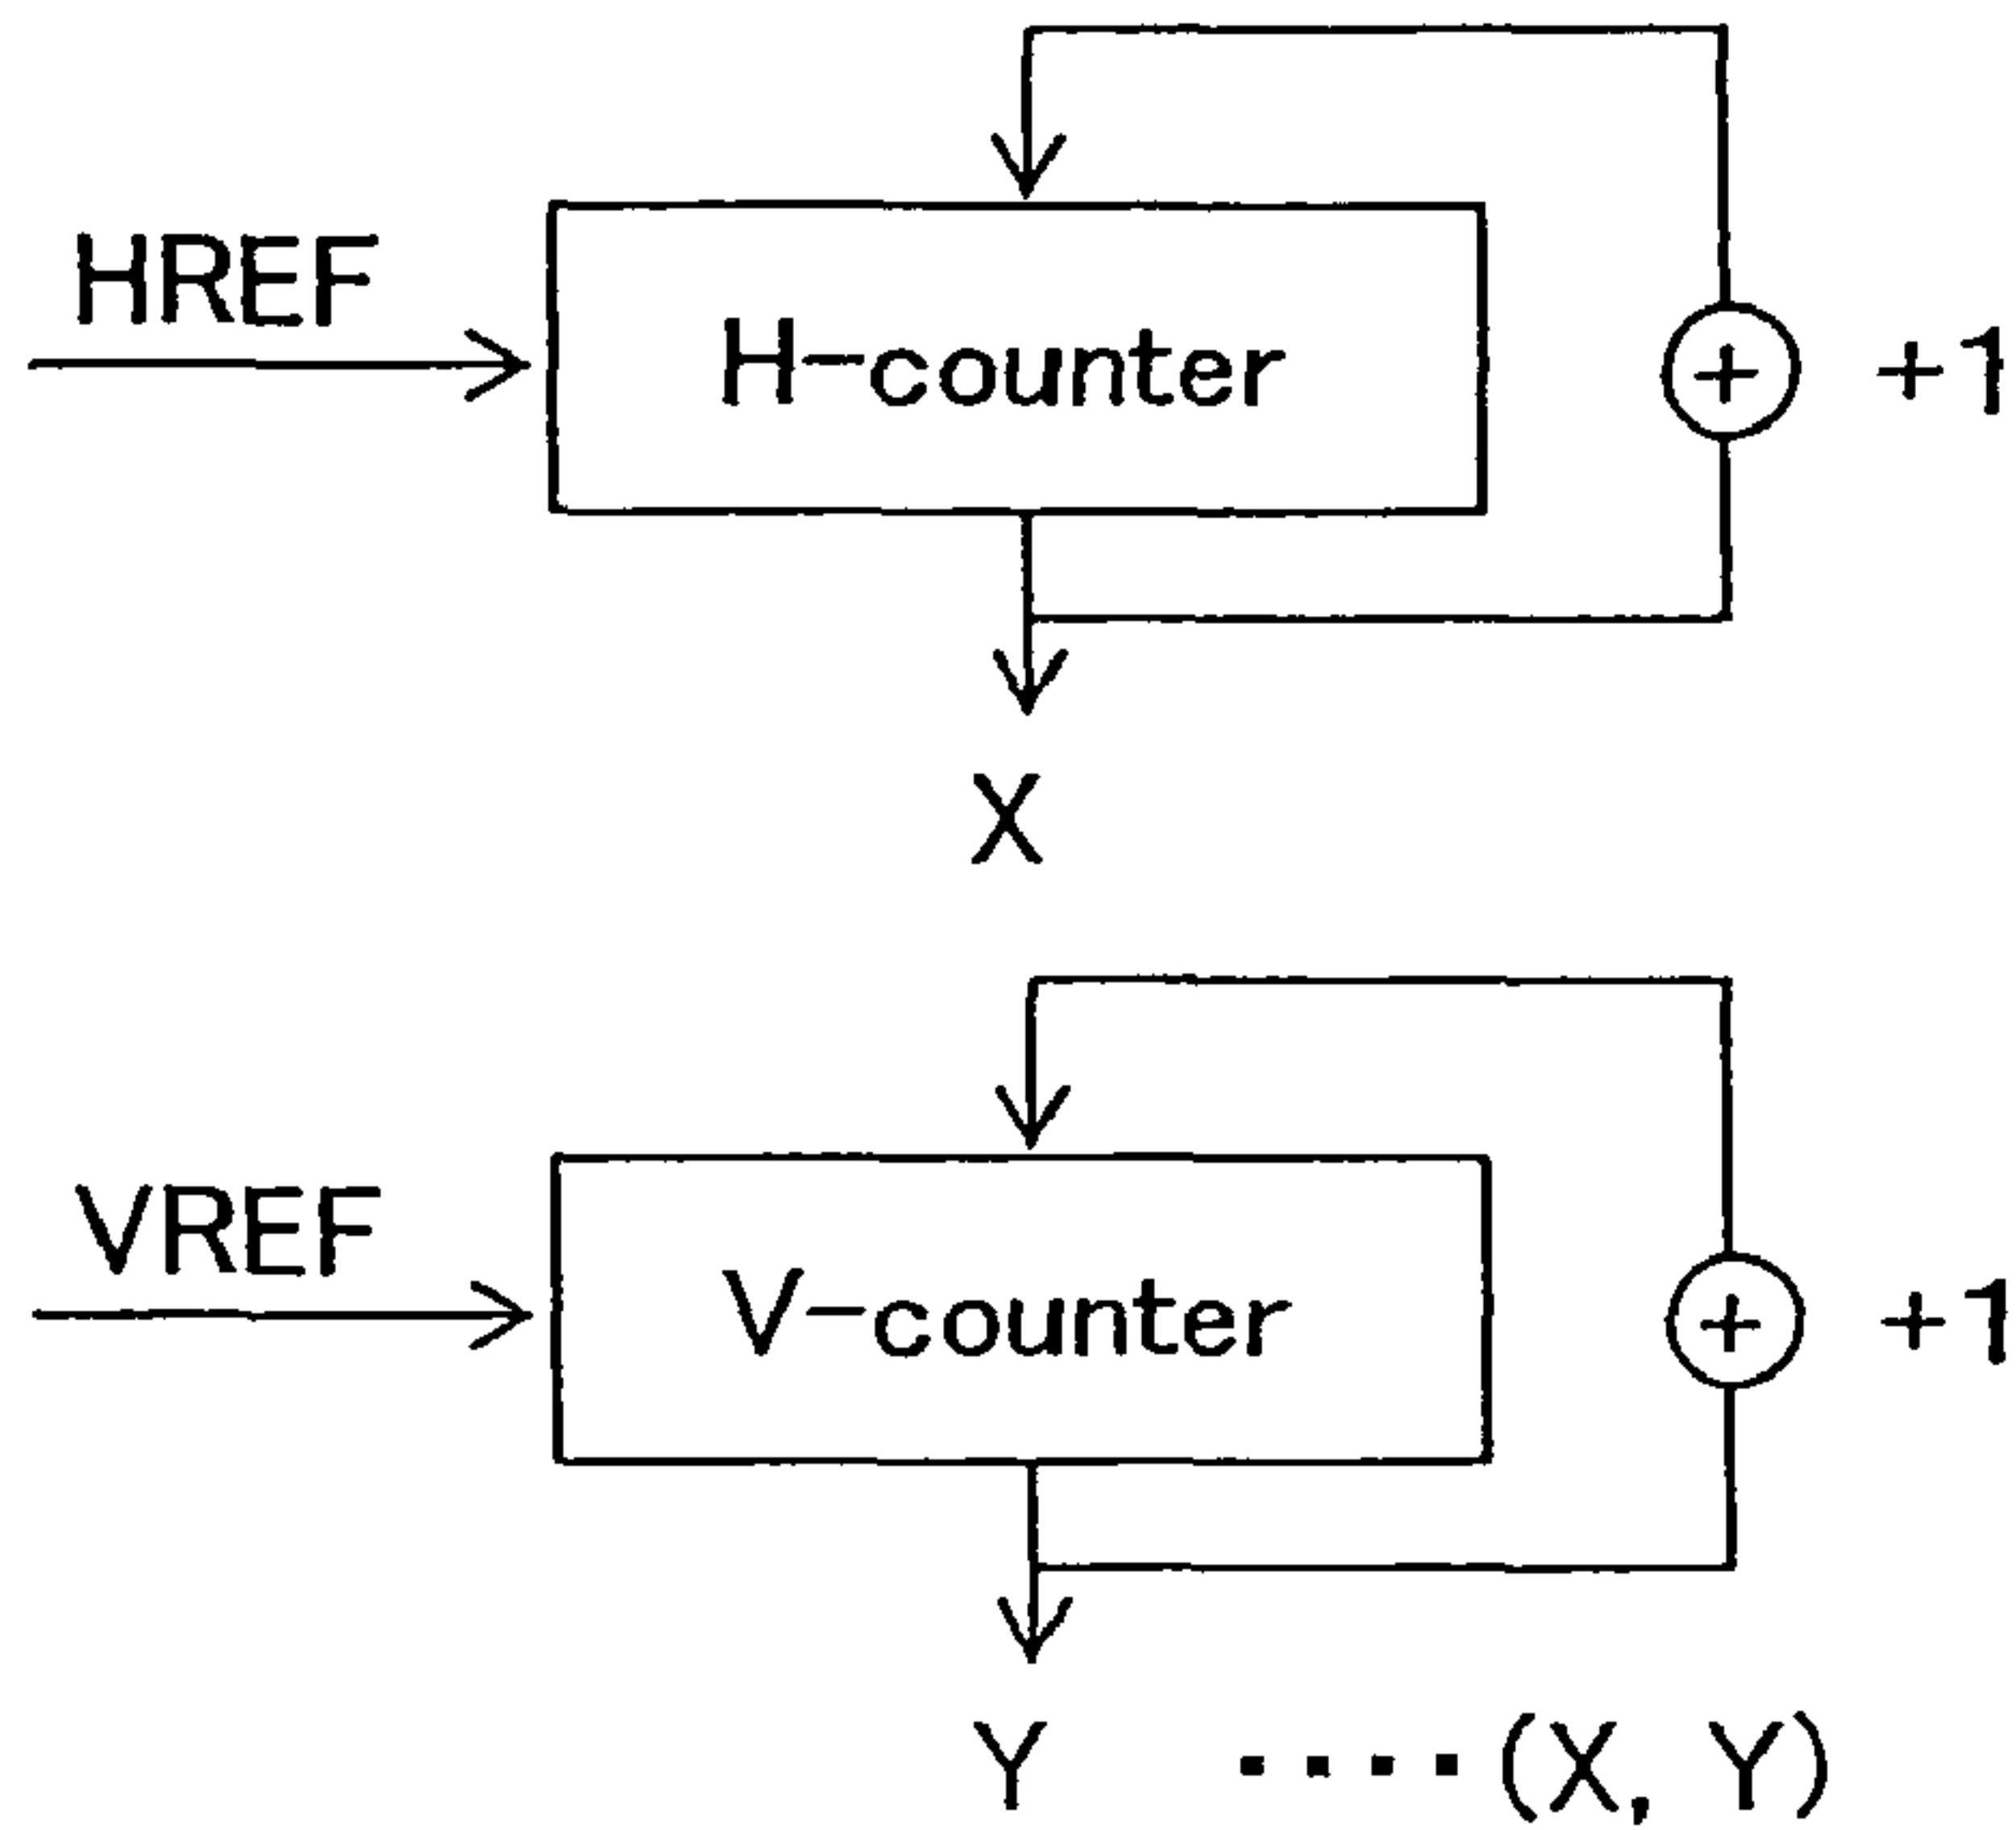 HREF
H-counter
+ +1
X
VREF
V-counter
+ +1
Y ····(X, Y)